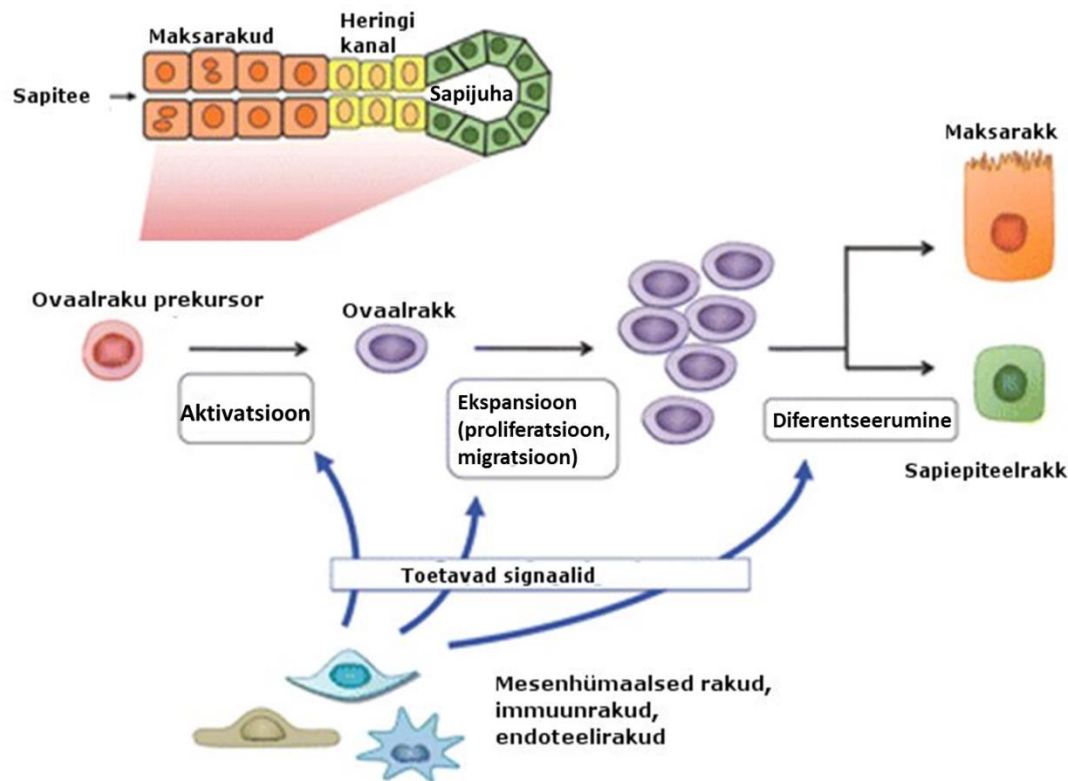 Maksarakud
Heringi
kanal
Sapitee
Sapijuha
Maksarakk
Ovaalraku prekursor
Ovaalrakk
Aktivatsioon
Ekspansioon
(proliferatsioon,
migratsioon)
Diferentseerumine
Sapiepiteelrakk
Toetavad signaalid
Mesenhümaalsed rakud,
immuunrakud,
endoteelirakud